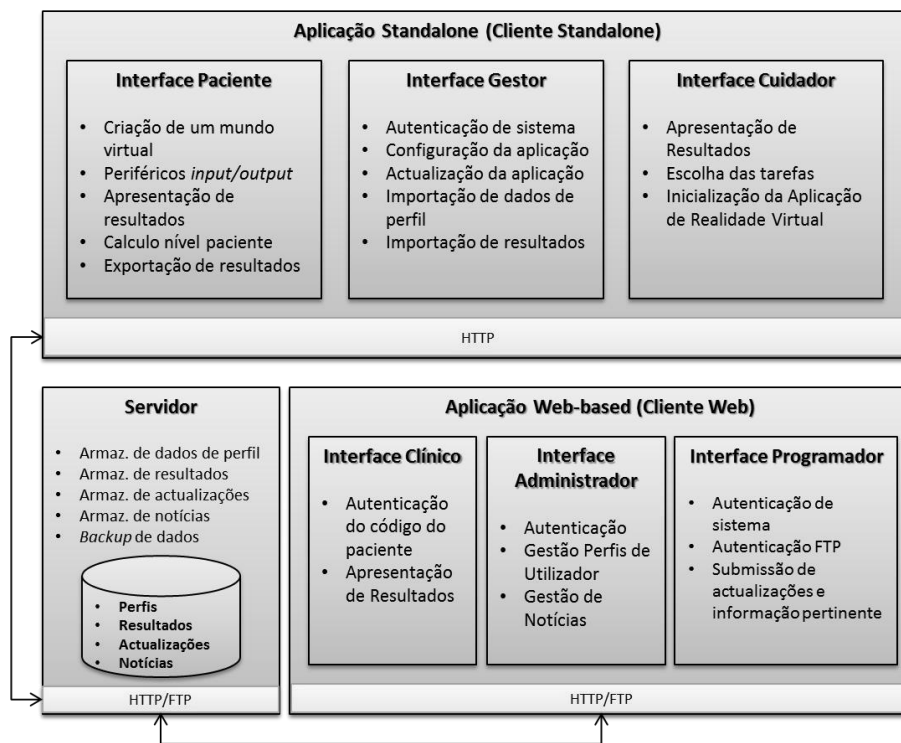 Aplicação Standalone (Cliente Standalone)
Interface Paciente
• Criação de um mundo
virtual
• Periféricos input/output
• Apresentação de
resultados
• Calculo nível paciente
• Exportação de resultados
Interface Gestor
• Autenticação de sistema
• Configuração da aplicação
• Actualização da aplicação
• Importação de dados de
perfil
• Importação de resultados
Interface Cuidador
• Apresentação de
Resultados
• Escolha das tarefas
• Inicialização da Aplicação
de Realidade Virtual
HTTP
Servidor
• Armaz. de dados de perfil
• Armaz. de resultados
• Armaz. de actualizações
• Armaz. de notícias
• Backup de dados
• Perfis
• Resultados
• Actualizações
• Notícias
HTTP/FTP
Aplicação Web-based (Cliente Web)
Interface Clínico
• Autenticação
do código do
paciente
• Apresentação
de Resultados
Interface
Administrador
• Autenticação
• Gestão Perfis de
Utilizador
• Gestão de
Notícias
Interface Programador
• Autenticação de
sistema
• Autenticação FTP
• Submissão de
actualizações e
informação pertinente
HTTP/FTP